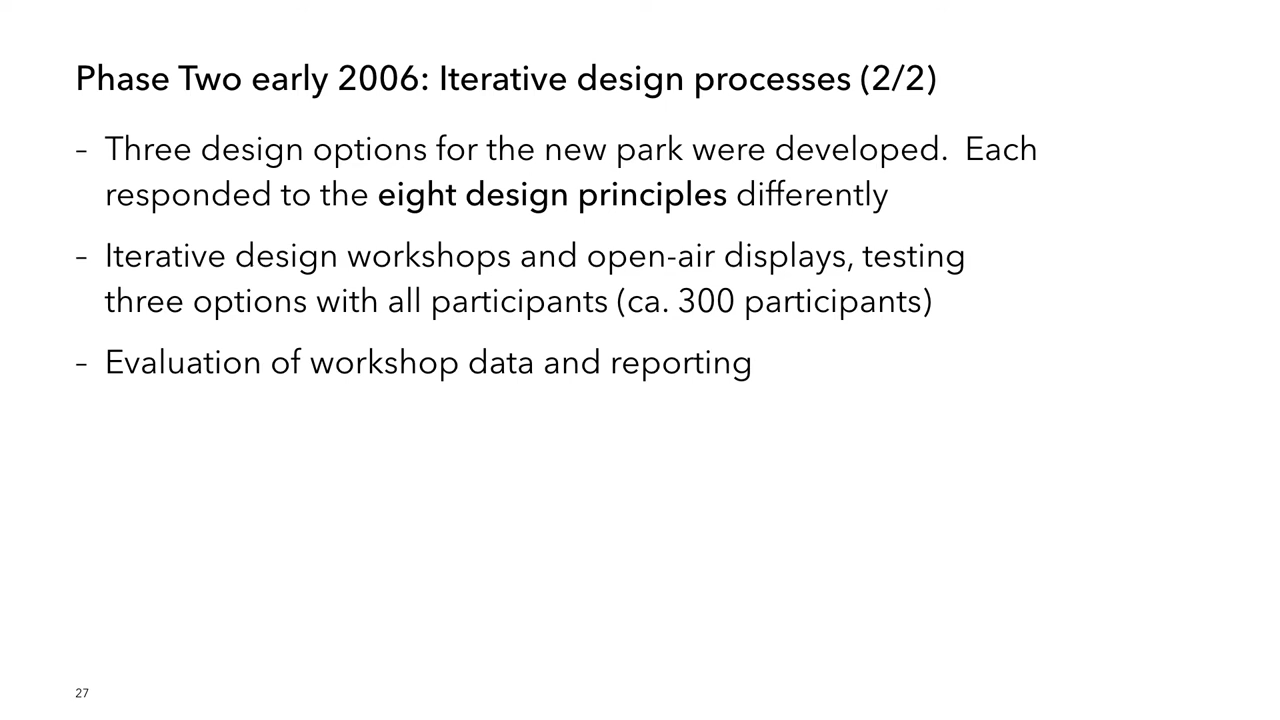 Phase Two early 2006: Iterative design processes (2/2)
– Three design options for the new park were developed.  Each
responded to the eight design principles differently
– Iterative design workshops and open-air displays, testing
three options with all participants (ca. 300 participants)
– Evaluation of workshop data and reporting
27